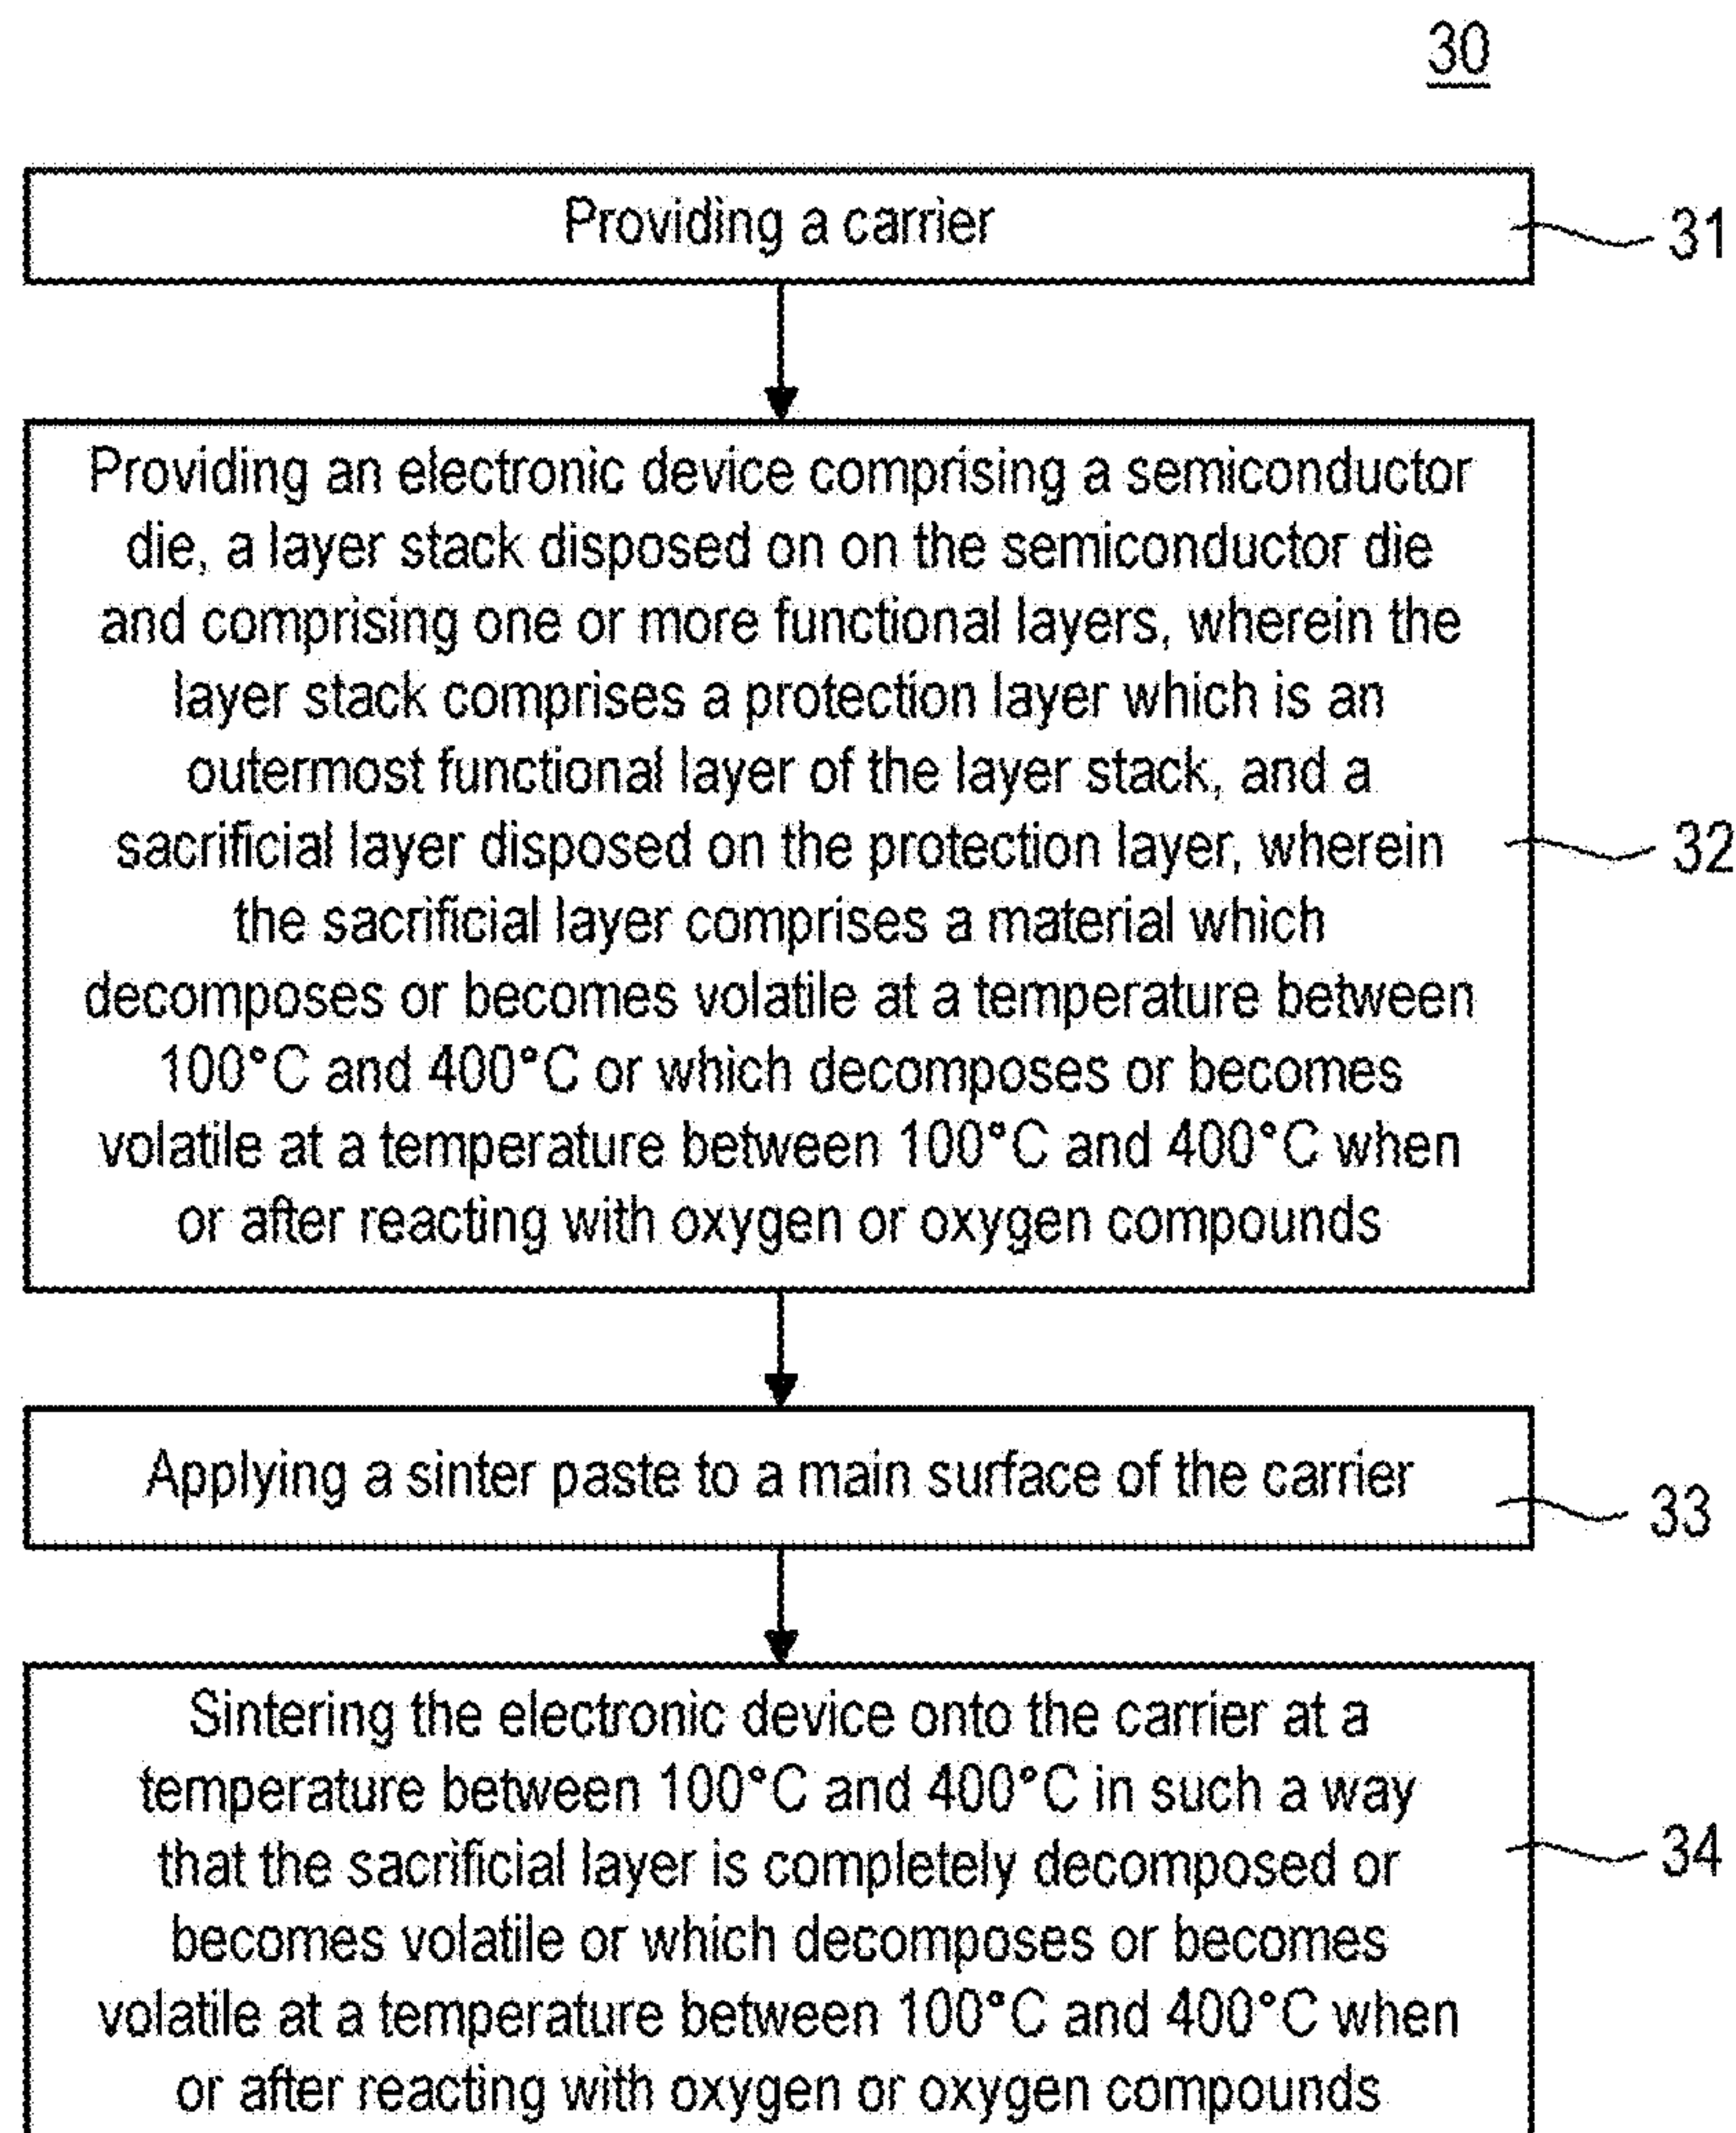 30
Providing a carrier
31
Providing an electronic device comprising a semiconductor
die, a layer stack disposed on on the semiconductor die
and comprising one or more functional layers, wherein the
layer stack comprises a protection layer which is an
outermost functional layer of the layer stack, and a
sacrificial layer disposed on the protection layer, wherein
the sacrificial layer comprises a material which
decomposes or becomes volatile at a temperature between
100°C and 400°C or which decomposes or becomes
volatile at a temperature between 100°C and 400°C when
or after reacting with oxygen or oxygen compounds
32
Applying a sinter paste to a main surface of the carrier
33
Sintering the electronic device onto the carrier at a
temperature between 100°C and 400°C in such a way
that the sacrificial layer is completely decomposed or
becomes volatile or which decomposes or becomes
volatile at a temperature between 100°C and 400°C when
or after reacting with oxygen or oxygen compounds
34